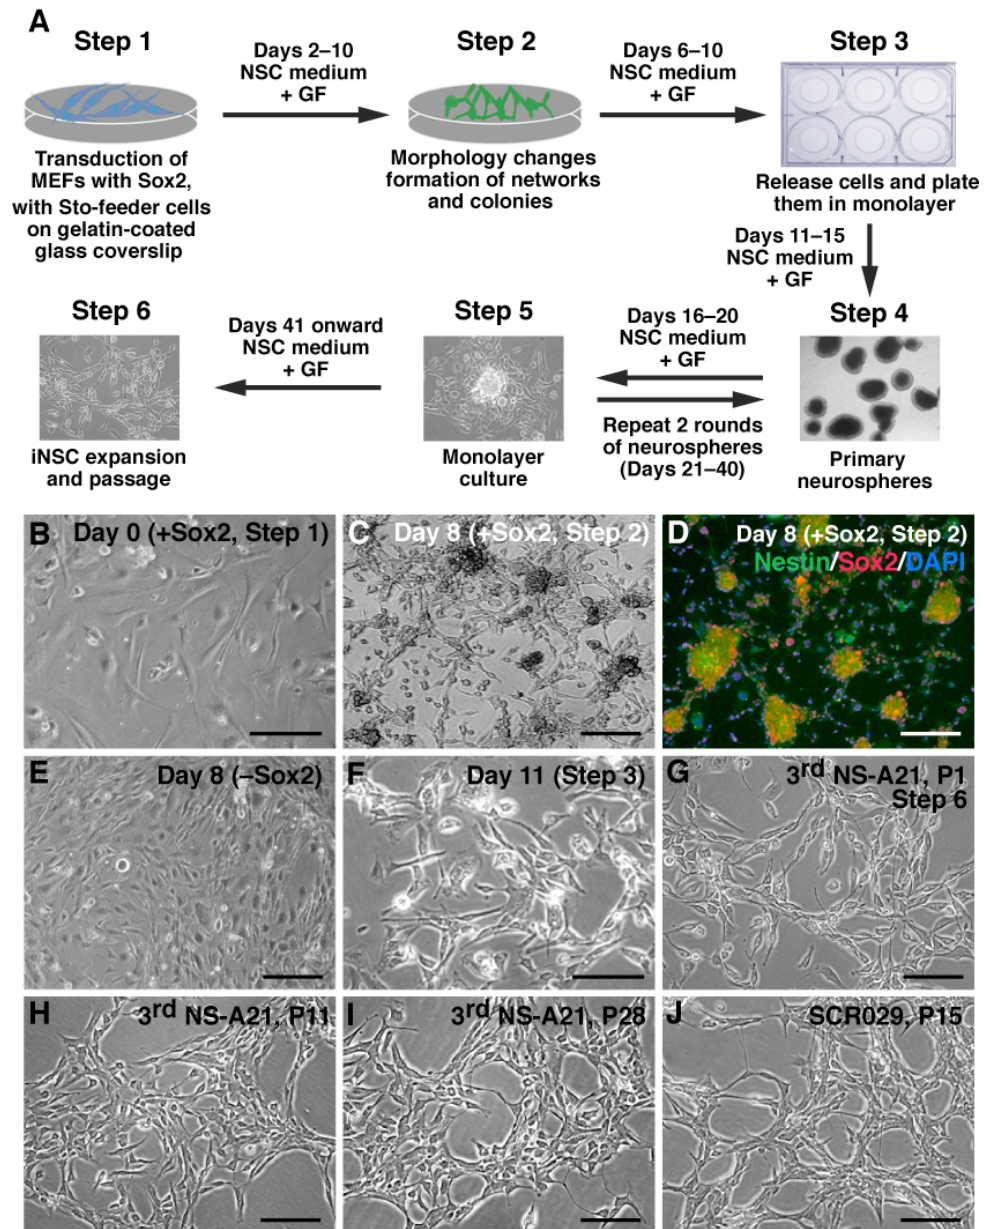 A
Step 1
Days 2–10
NSC medium
+ GF
Step 2
Days 6–10
NSC medium
+ GF
Step 3
Transduction of
MEFs with Sox2,
with Sto-feeder cells
on gelatin-coated
glass coverslip
Morphology changes
formation of networks
and colonies
Release cells and plate
them in monolayer
Days 11–15
NSC medium
+ GF
Step 6
Days 41 onward
NSC medium
+ GF
Step 5
Days 16–20
NSC medium
+ GF
Step 4
Repeat 2 rounds
of neurospheres
(Days 21–40)
iNSC expansion
and passage
Monolayer
culture
Primary
neurospheres
B Day 0 (+Sox2, Step 1)
C Day 8 (+Sox2, Step 2)
D Day 8 (+Sox2, Step 2)
Nestin/Sox2/DAPI
E Day 8 (–Sox2)
F Day 11 (Step 3)
G 3rd NS-A21, P1
Step 6
H 3rd NS-A21, P11
I 3rd NS-A21, P28
J SCR029, P15